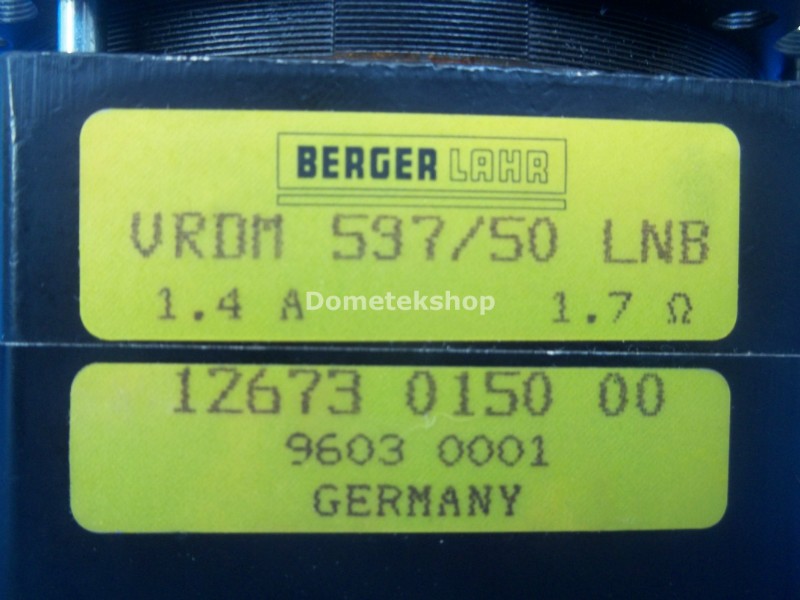 BERGER LAHR
VRDM 597/50 LNB
1.4 A 1.7 Ω
Dometekshop
12673 0150 00
9603 0001
GERMANY